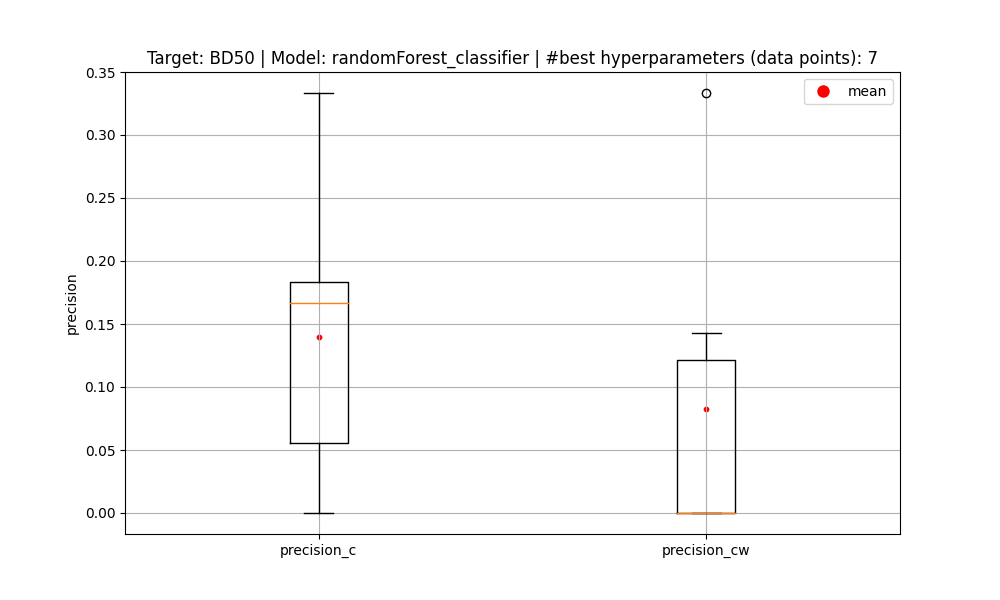 Target: BD50 | Model: randomForest_classifier | #best hyperparameters (data points): 7
mean
0.35
0.30
0.25
0.20
0.15
0.10
0.05
0.00
precision
precision_c
precision_cw